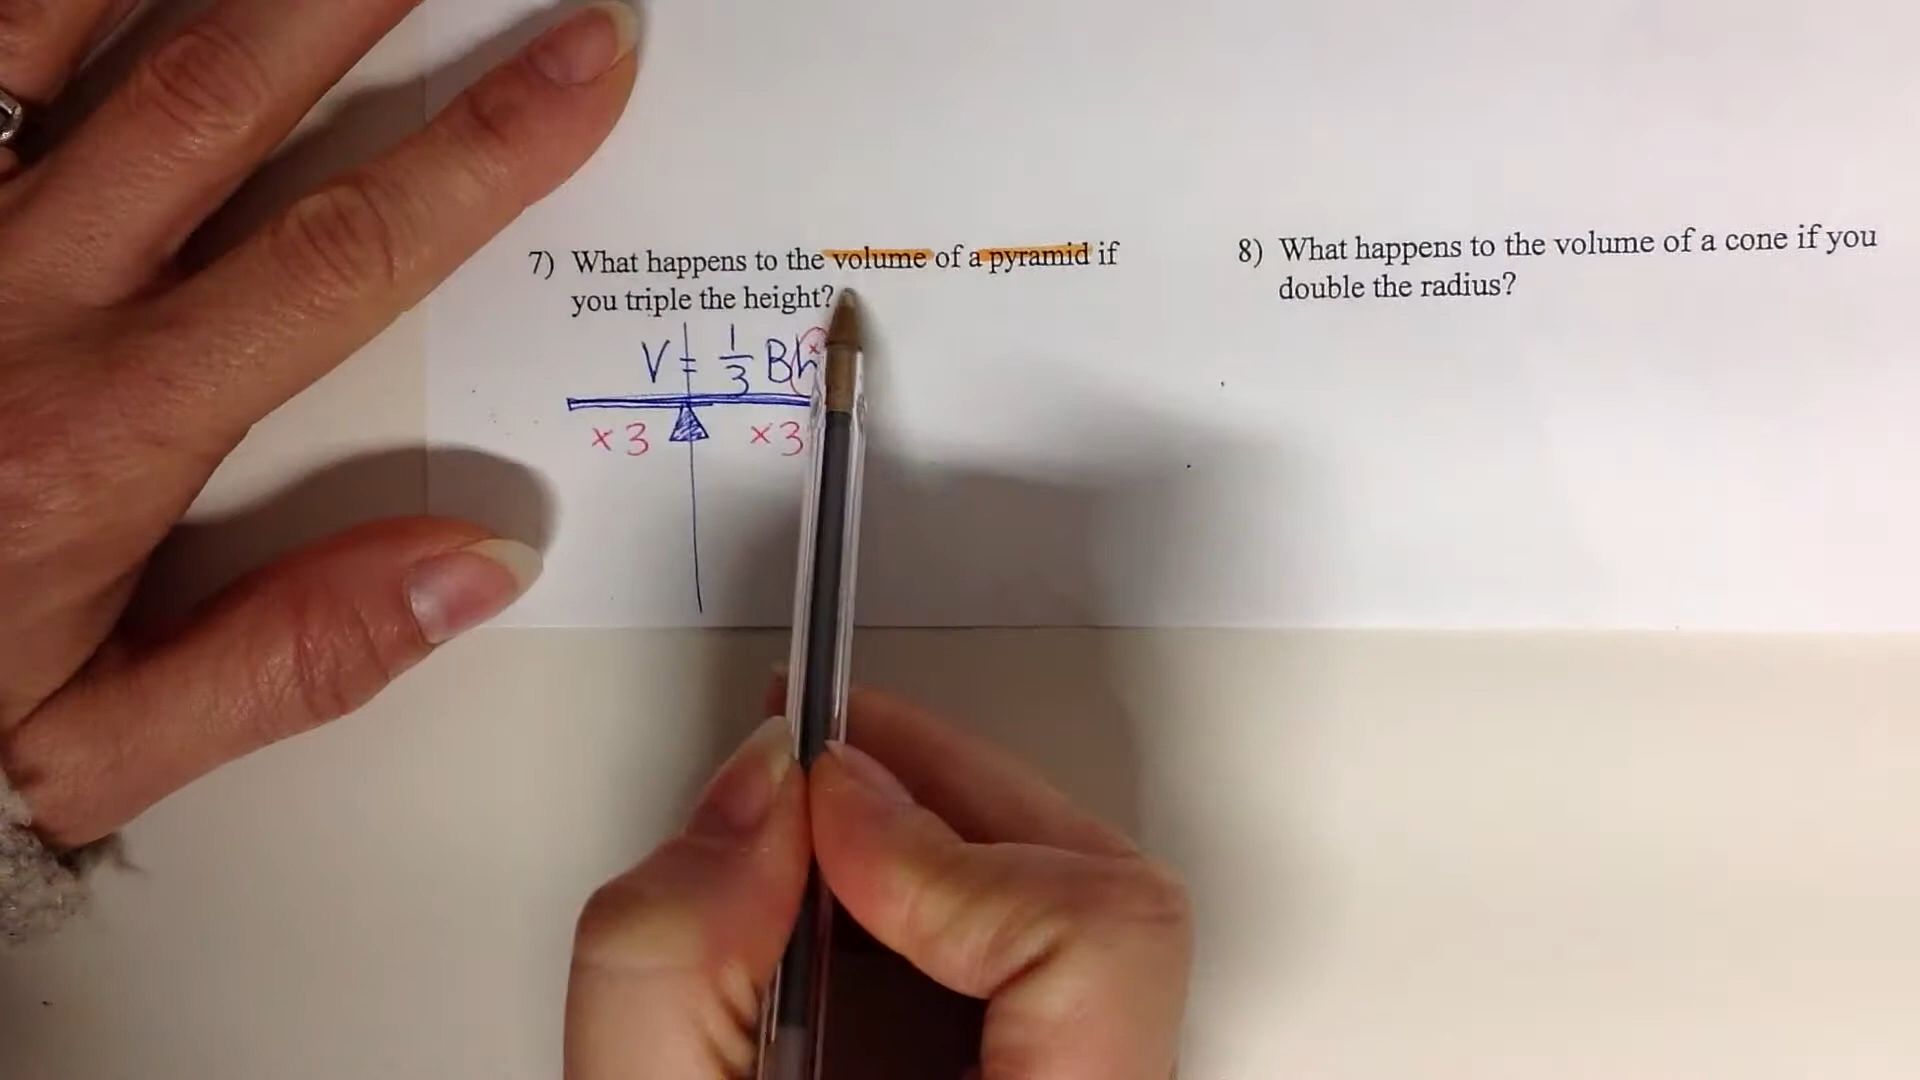 7) What happens to the volume of a pyramid if
you triple the height?
V = 1/3 Bh
×3 ×3
8) What happens to the volume of a cone if you
double the radius?